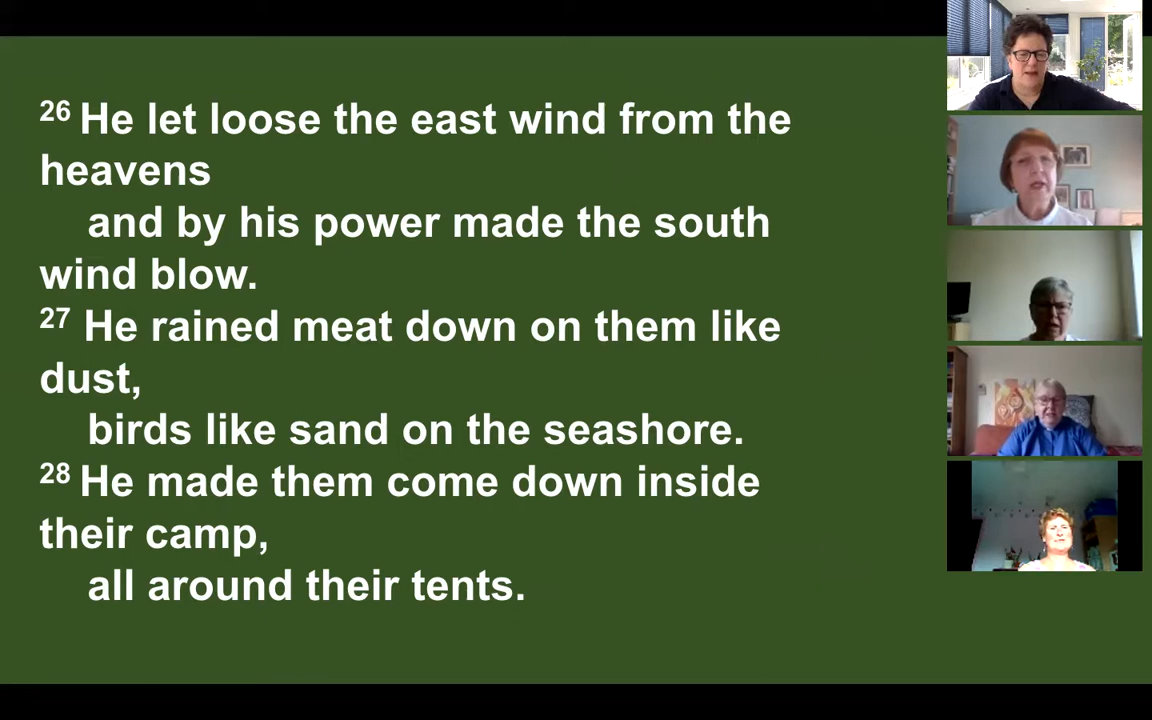 26 He let loose the east wind from the
heavens
and by his power made the south
wind blow.
27 He rained meat down on them like
dust,
birds like sand on the seashore.
28 He made them come down inside
their camp,
all around their tents.